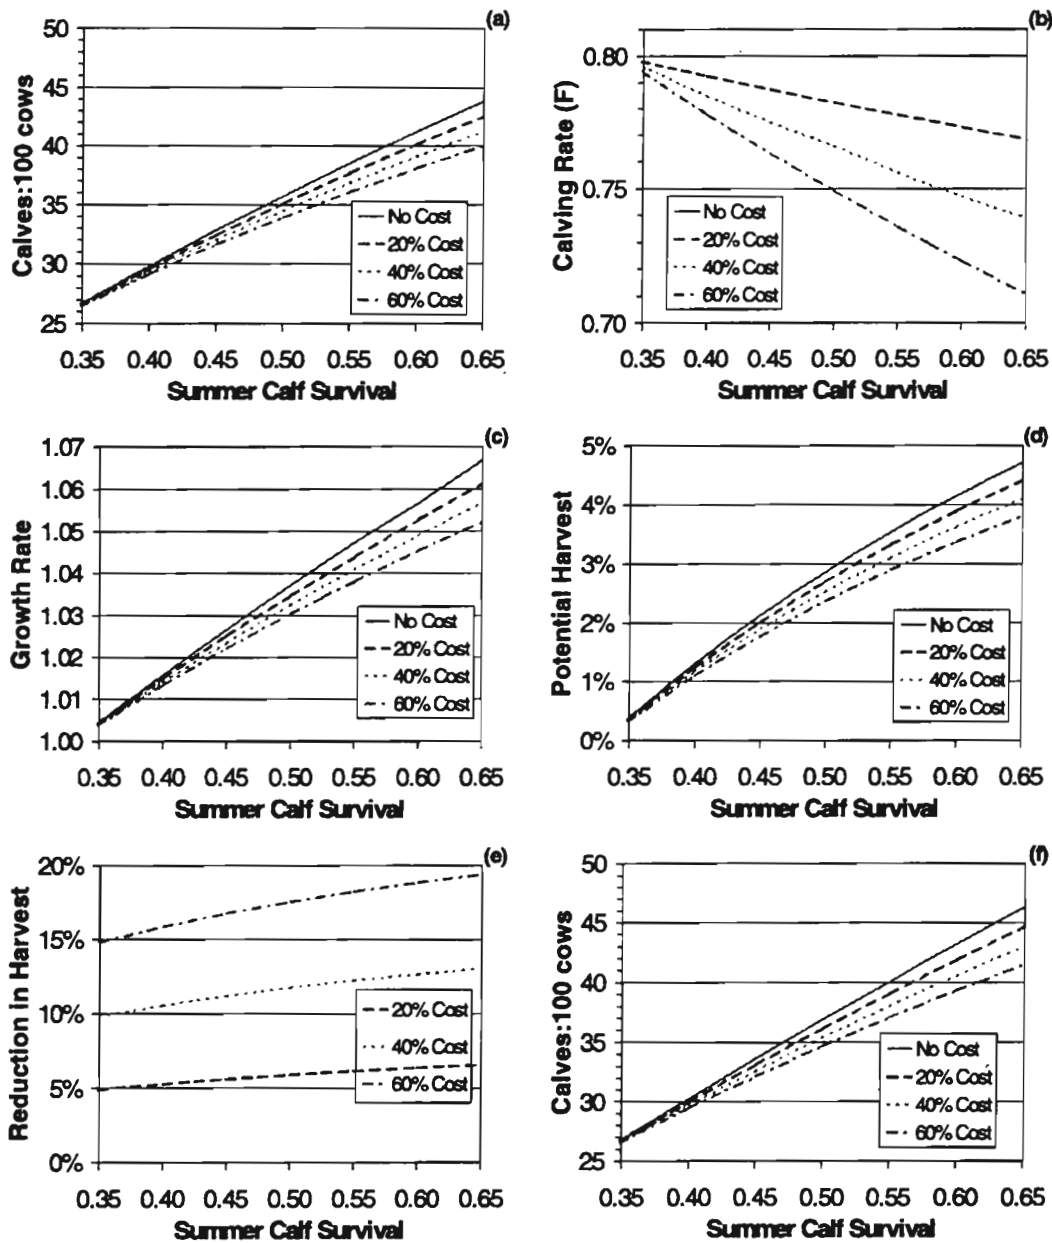 (a)
Calves:100 cows
50
45
40
35
30
25
No Cost
20% Cost
40% Cost
60% Cost
0.35 0.40 0.45 0.50 0.55 0.60 0.65
Summer Calf Survival
(b)
Calving Rate (F)
0.80
0.75
0.70
No Cost
20% Cost
40% Cost
60% Cost
0.35 0.40 0.45 0.50 0.55 0.60 0.65
Summer Calf Survival
(c)
Growth Rate
1.07
1.06
1.05
1.04
1.03
1.02
1.01
1.00
No Cost
20% Cost
40% Cost
60% Cost
0.35 0.40 0.45 0.50 0.55 0.60 0.65
Summer Calf Survival
(d)
Potential Harvest
5%
4%
3%
2%
1%
0%
No Cost
20% Cost
40% Cost
60% Cost
0.35 0.40 0.45 0.50 0.55 0.60 0.65
Summer Calf Survival
(e)
Reduction in Harvest
20%
15%
10%
5%
0%
20% Cost
40% Cost
60% Cost
0.35 0.40 0.45 0.50 0.55 0.60 0.65
Summer Calf Survival
(f)
Calves:100 cows
50
45
40
35
30
25
No Cost
20% Cost
40% Cost
60% Cost
0.35 0.40 0.45 0.50 0.55 0.60 0.65
Summer Calf Survival